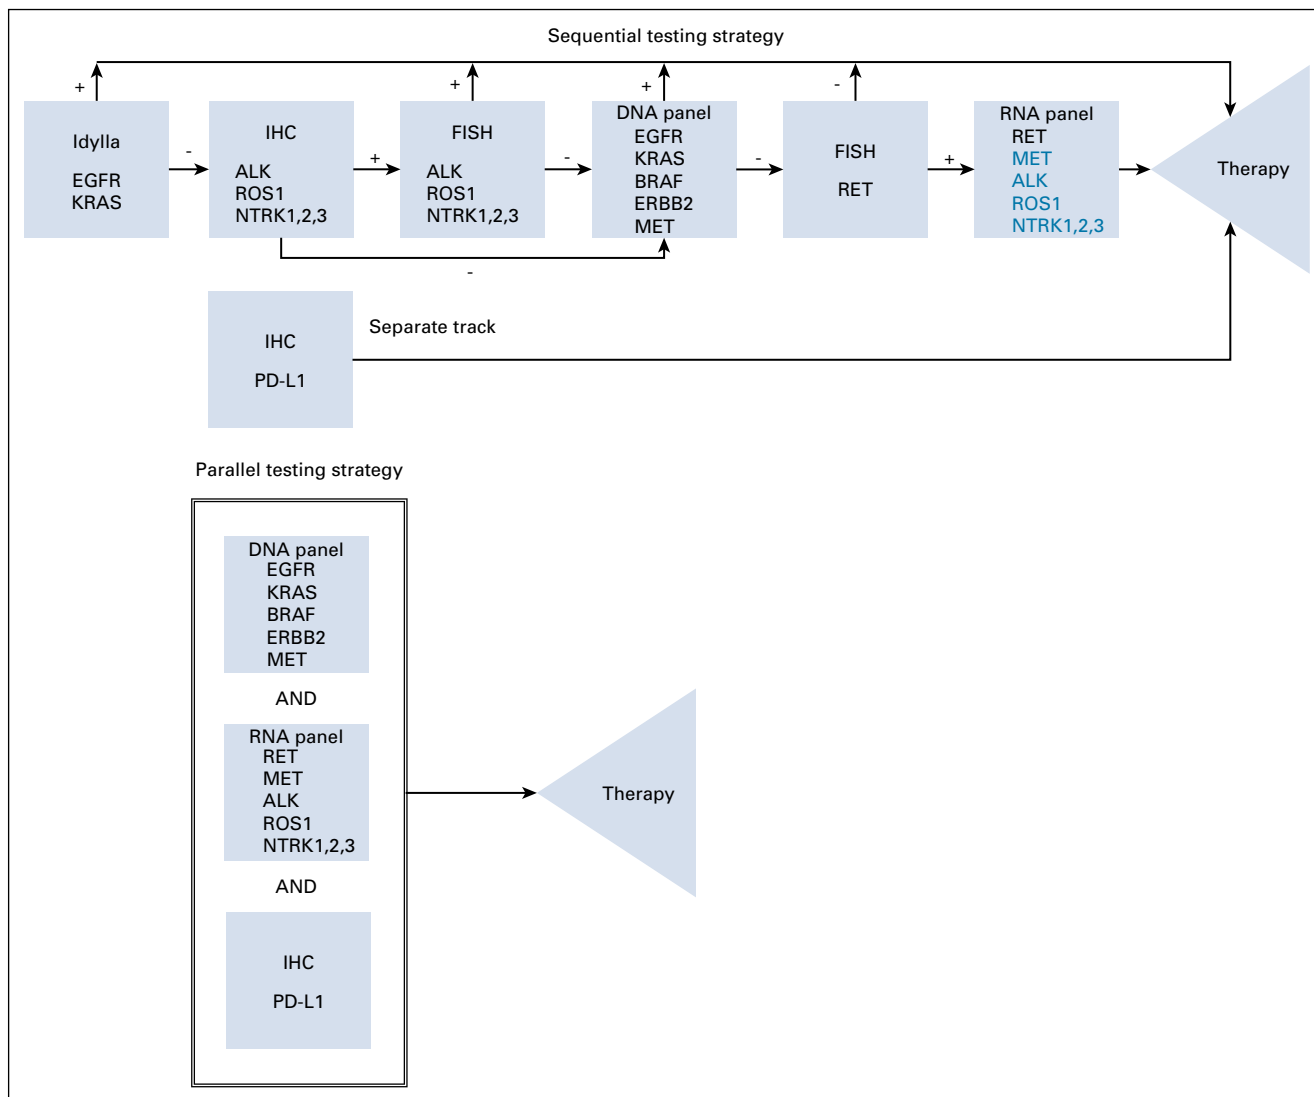 Sequential testing strategy
+
+
+
-
Idylla
EGFR
KRAS
-
IHC
ALK
ROS1
NTRK1,2,3
+
FISH
ALK
ROS1
NTRK1,2,3
-
DNA panel
EGFR
KRAS
BRAF
ERBB2
MET
-
FISH
RET
+
RNA panel
RET
MET
ALK
ROS1
NTRK1,2,3
Therapy
-
IHC
PD-L1
Separate track
Parallel testing strategy
DNA panel
EGFR
KRAS
BRAF
ERBB2
MET
AND
RNA panel
RET
MET
ALK
ROS1
NTRK1,2,3
AND
IHC
PD-L1
Therapy